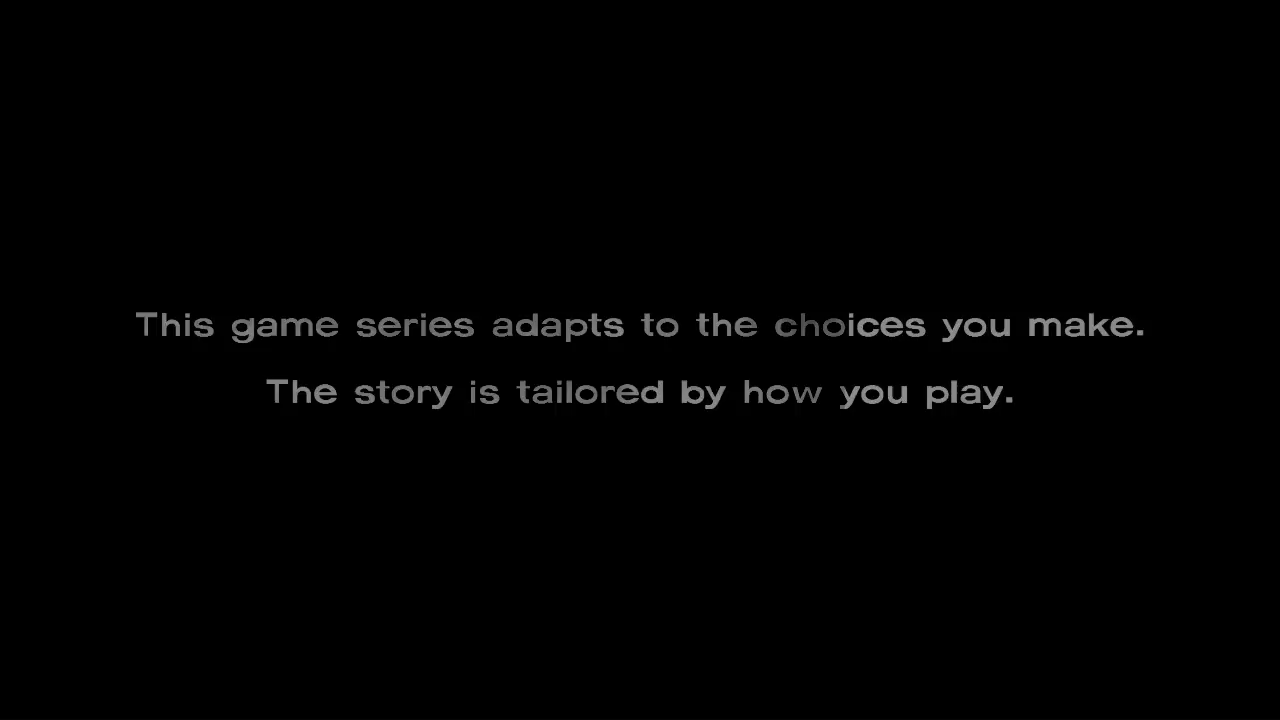 This game series adapts to the choices you make.
The story is tailored by how you play.